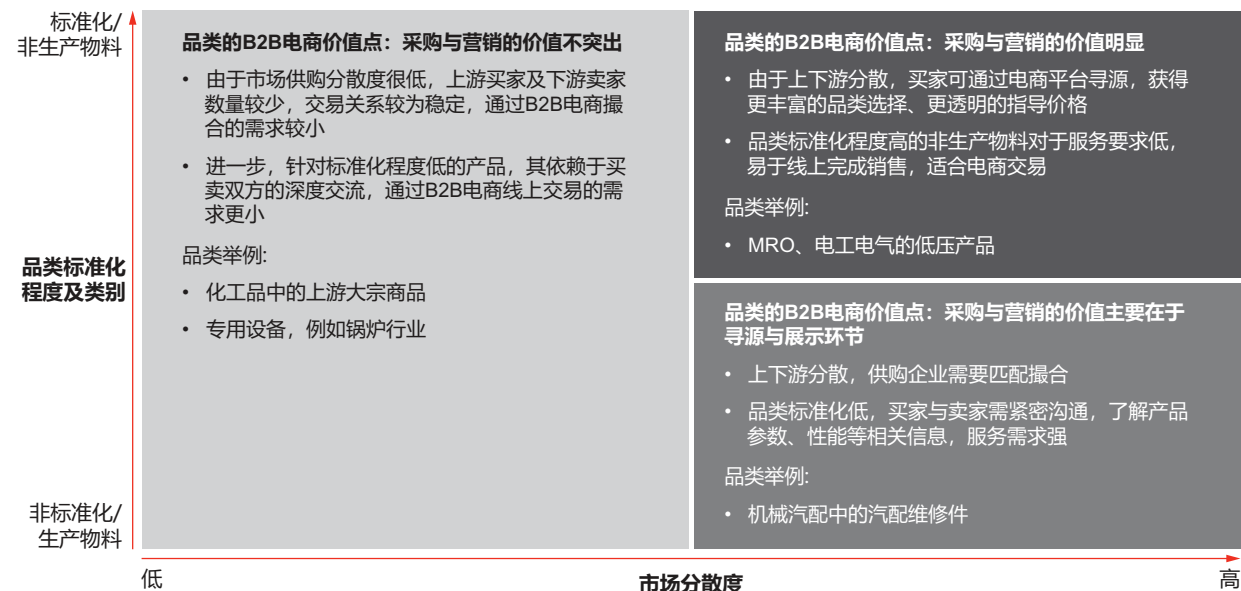 标准化/
非生产物料
品类标准化
程度及类别
非标准化/
生产物料
品类的B2B电商价值点：采购与营销的价值不突出
• 由于市场供购分散度很低，上游买家及下游卖家
数量较少，交易关系较为稳定，通过B2B电商撮
合的需求较小
• 进一步，针对标准化程度低的产品，其依赖于买
卖双方的深度交流，通过B2B电商线上交易的需
求更小
品类举例:
• 化工品中的上游大宗商品
• 专用设备，例如锅炉行业
品类的B2B电商价值点：采购与营销的价值明显
• 由于上下游分散，买家可通过电商平台寻源，获得
更丰富的品类选择、更透明的指导价格
• 品类标准化程度高的非生产物料对于服务要求低，
易于线上完成销售，适合电商交易
品类举例:
• MRO、电工电气的低压产品
品类的B2B电商价值点：采购与营销的价值主要在于
寻源与展示环节
• 上下游分散，供购企业需要匹配撮合
• 品类标准化低，买家与卖家需紧密沟通，了解产品
参数、性能等相关信息，服务需求强
品类举例:
• 机械汽配中的汽配维修件
低
市场分散度
高